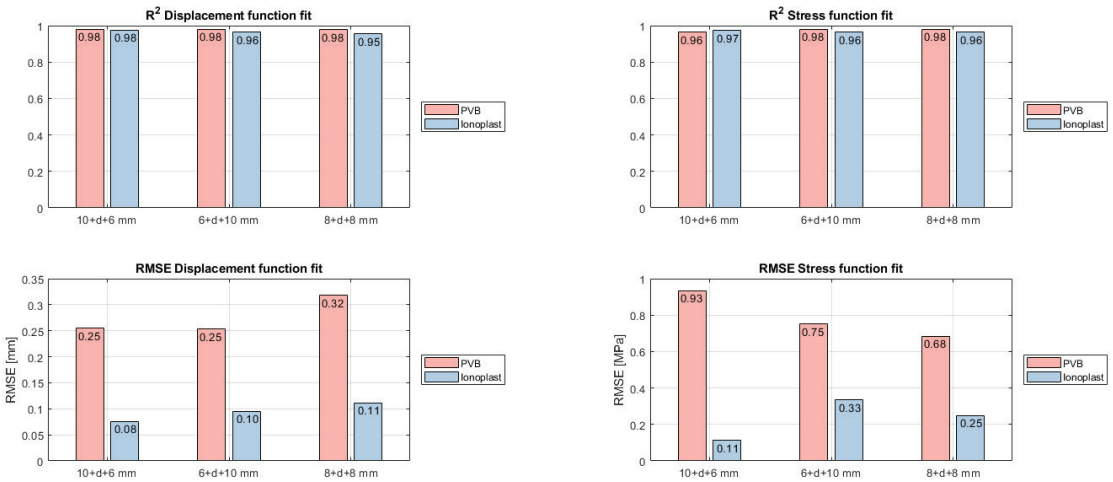 R² Displacement function fit
1
0.8
0.6
0.4
0.2
0
0.98
0.98
0.98
0.96
0.98
0.95
10+d+6 mm
6+d+10 mm
8+d+8 mm
PVB
Ionoplast
R² Stress function fit
1
0.8
0.6
0.4
0.2
0
0.96
0.97
0.98
0.96
0.98
0.96
10+d+6 mm
6+d+10 mm
8+d+8 mm
PVB
Ionoplast
RMSE Displacement function fit
RMSE [mm]
0.35
0.3
0.25
0.2
0.15
0.1
0.05
0
0.25
0.08
0.25
0.10
0.32
0.11
10+d+6 mm
6+d+10 mm
8+d+8 mm
PVB
Ionoplast
RMSE Stress function fit
RMSE [MPa]
1
0.8
0.6
0.4
0.2
0
0.93
0.11
0.75
0.33
0.68
0.25
10+d+6 mm
6+d+10 mm
8+d+8 mm
PVB
Ionoplast